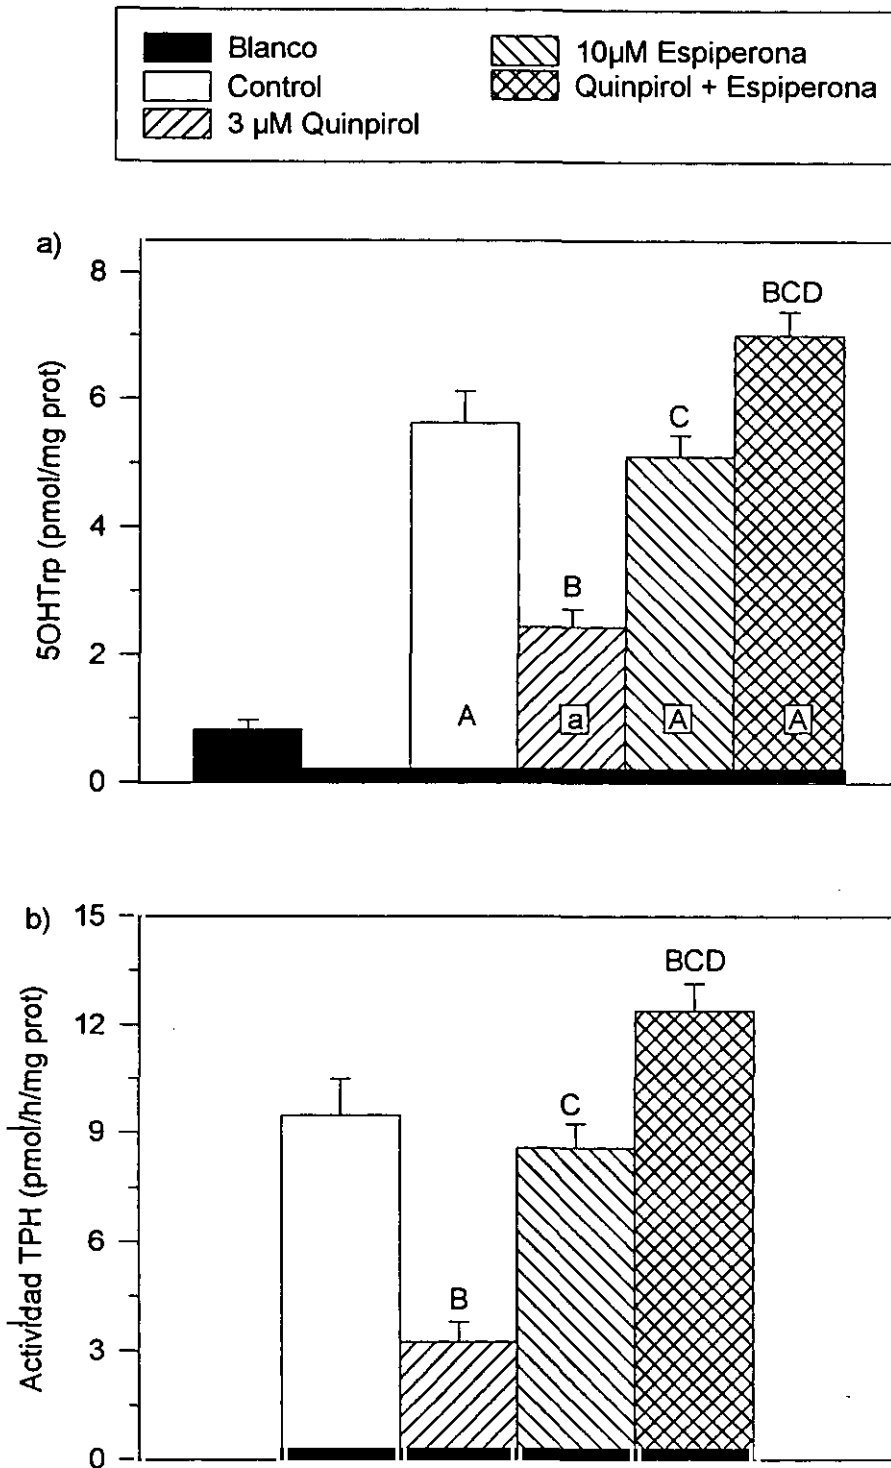 Blanco
Control
3 µM Quinpirol
10µM Espiperona
Quinpirol + Espiperona
a)
5OHTrp (pmol/mg prot)
8
6
4
2
0
BCD
C
B
A
a
A
A
b)
Actividad TPH (pmol/h/mg prot)
15
12
9
6
3
0
BCD
C
B